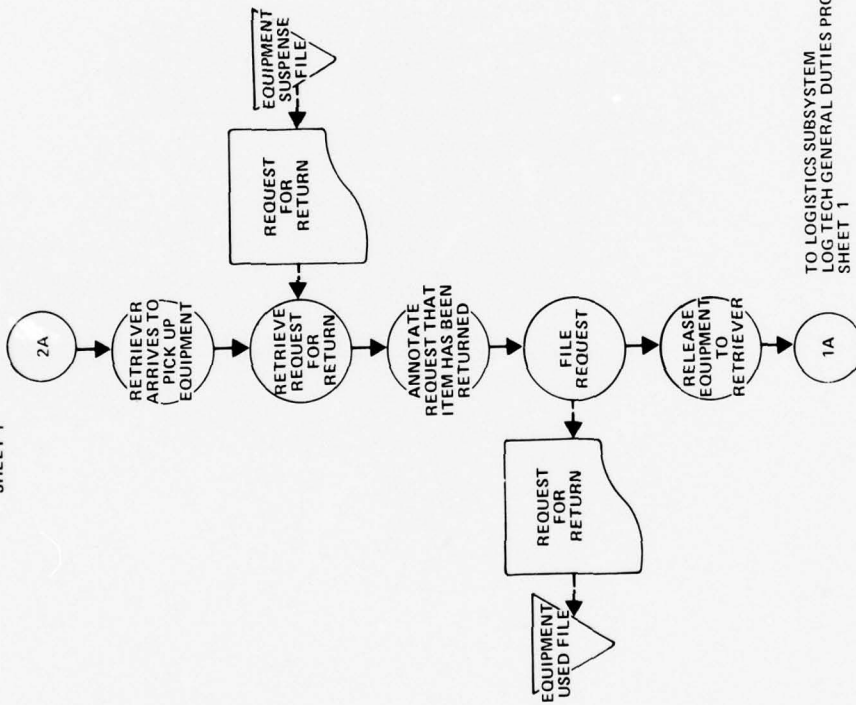 SHEET 1
2A
RETRIEVER
ARRIVES TO
PICK UP
EQUIPMENT
EQUIPMENT
SUSPENSE
FILE
REQUEST
FOR
RETURN
RETRIEVE
REQUEST
FOR
RETURN
ANNOTATE
REQUEST THAT
ITEM HAS BEEN
RETURNED
FILE
REQUEST
REQUEST
FOR
RETURN
EQUIPMENT
USED FILE
RELEASE
EQUIPMENT
TO
RETRIEVER
1A
TO LOGISTICS SUBSYSTEM
LOG TECH GENERAL DUTIES PRO
SHEET 1